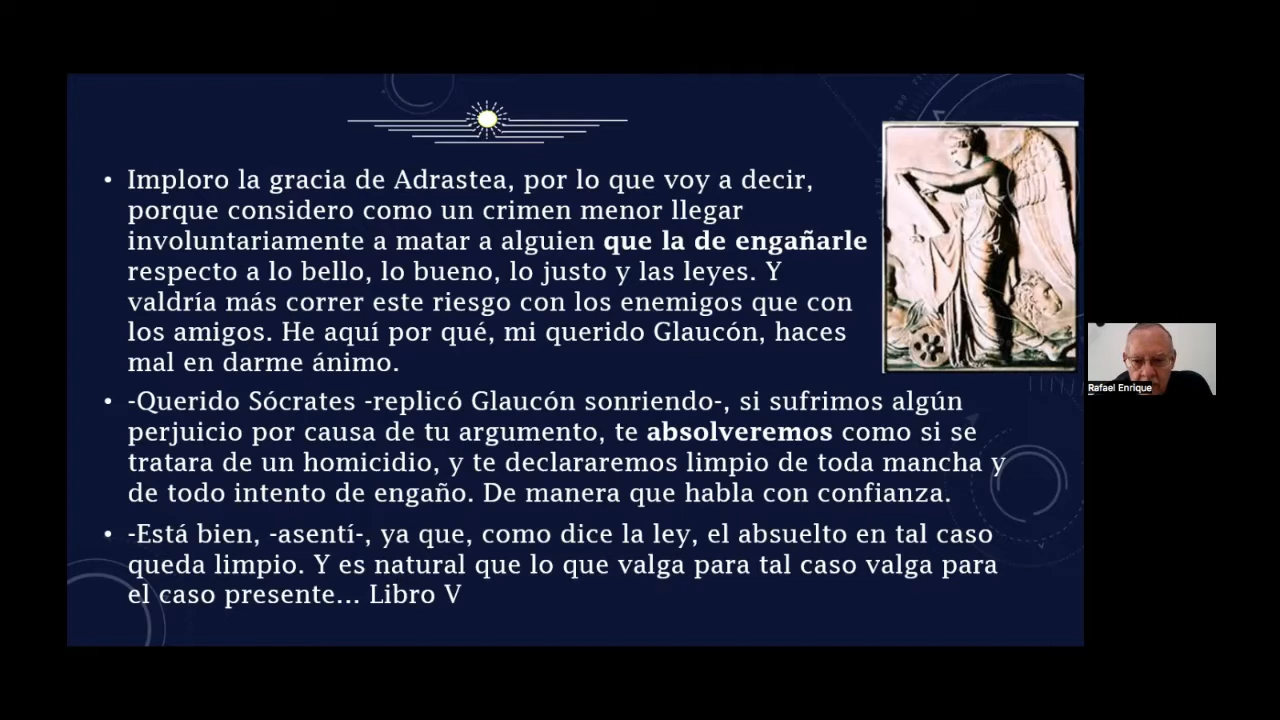 • Imploro la gracia de Adrastea, por lo que voy a decir,
porque considero como un crimen menor llegar
involuntariamente a matar a alguien que la de engañarle
respecto a lo bello, lo bueno, lo justo y las leyes. Y
valdría más correr este riesgo con los enemigos que con
los amigos. He aquí por qué, mi querido Glaucón, haces
mal en darme ánimo.
• -Querido Sócrates -replicó Glaucón sonriendo-, si sufrimos algún
perjuicio por causa de tu argumento, te absolveremos como si se
tratara de un homicidio, y te declararemos limpio de toda mancha y
de todo intento de engaño. De manera que habla con confianza.
• -Está bien, -asentí-, ya que, como dice la ley, el absuelto en tal caso
queda limpio. Y es natural que lo que valga para tal caso valga para
el caso presente... Libro V
Rafael Enrique